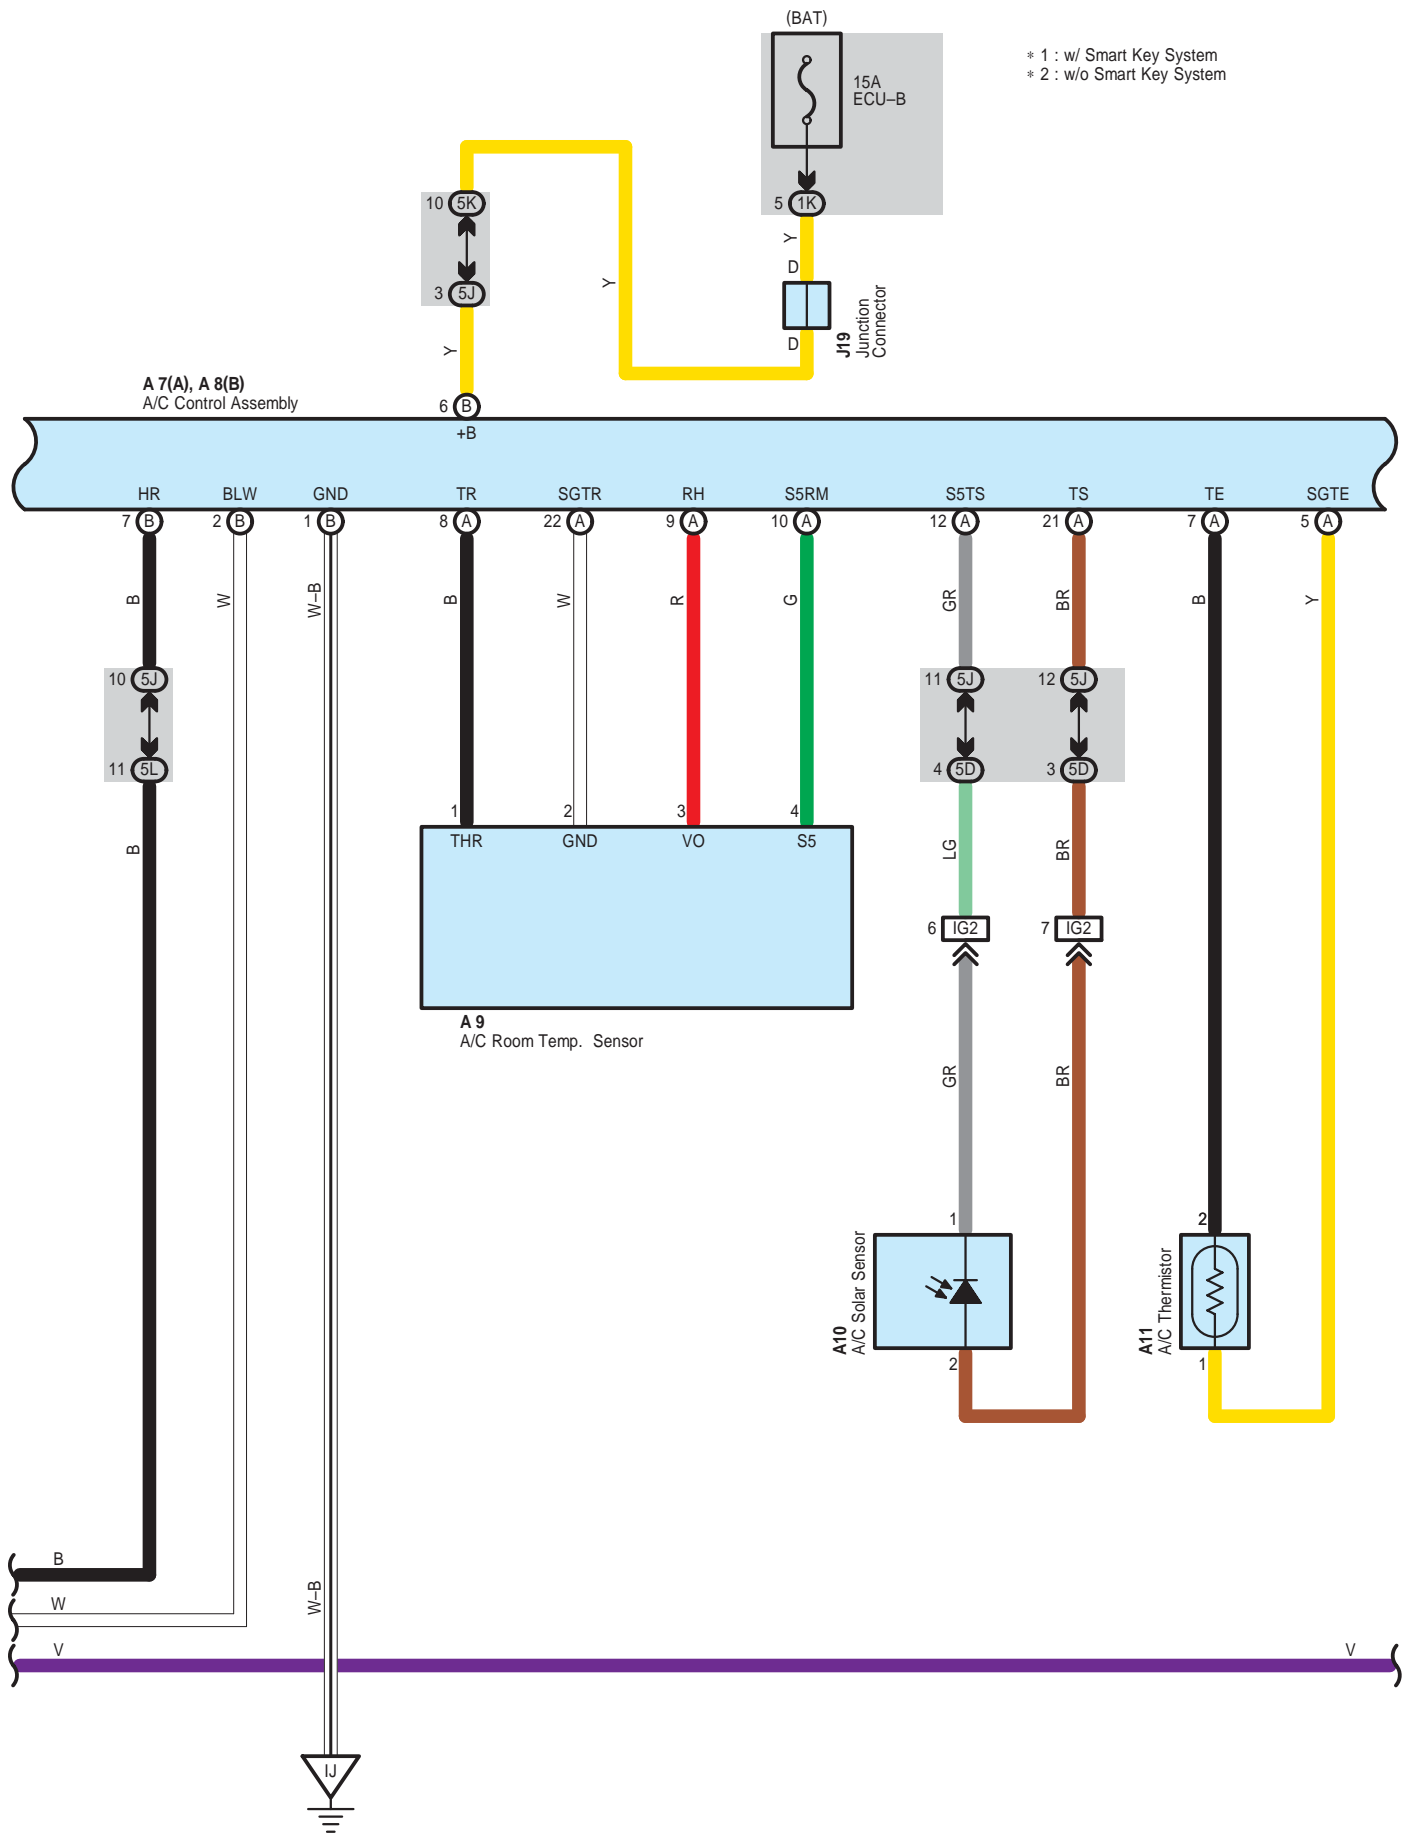 (BAT)
∗ 1 : w/ Smart Key System
∗ 2 : w/o Smart Key System
15A
ECU–B
10 5K
5 1K
Y
D
3 5J
Y
J19
Junction
Connector
D
Y
A 7(A), A 8(B)
A/C Control Assembly
6 B
+B
HR BLW GND TR SGTR RH S5RM S5TS TS TE SGTE
7 B 2 B 1 B 8 A 22 A 9 A 10 A 12 A 21 A 7 A 5 A
B W W–B B W R G GR BR B Y
10 5J 11 5J 12 5J
11 5L 4 5D 3 5D
1 2 3 4
THR GND VO S5
B LG BR
6 IG2 7 IG2
A 9
A/C Room Temp. Sensor
GR BR
1 2
A10
A/C Solar Sensor
A11
A/C Thermistor
2 1
B
W
W–B
V V
IJ